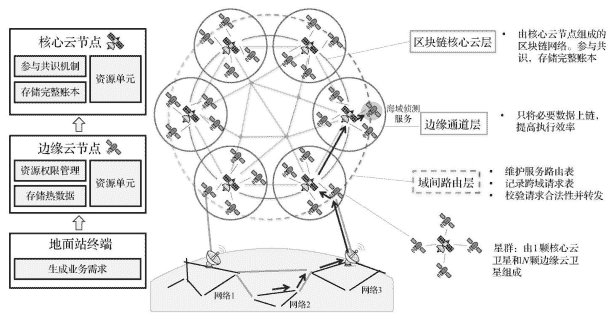 核心云节点
参与共识机制
存储完整账本
资源单元
边缘云节点
资源权限管理
存储热数据
资源单元
地面站终端
生成业务需求
海域侦测
服务
网络1
网络2
网络3
区块链核心云层
• 由核心云节点组成的
区块链网络。参与共
识，存储完整账本
边缘通道层
• 只将必要数据上链，
提高执行效率
域间路由层
• 维护服务路由表
• 记录跨域请求表
• 校验请求合法性并转发
星群：由1颗核心云
卫星和N颗边缘云卫
星组成